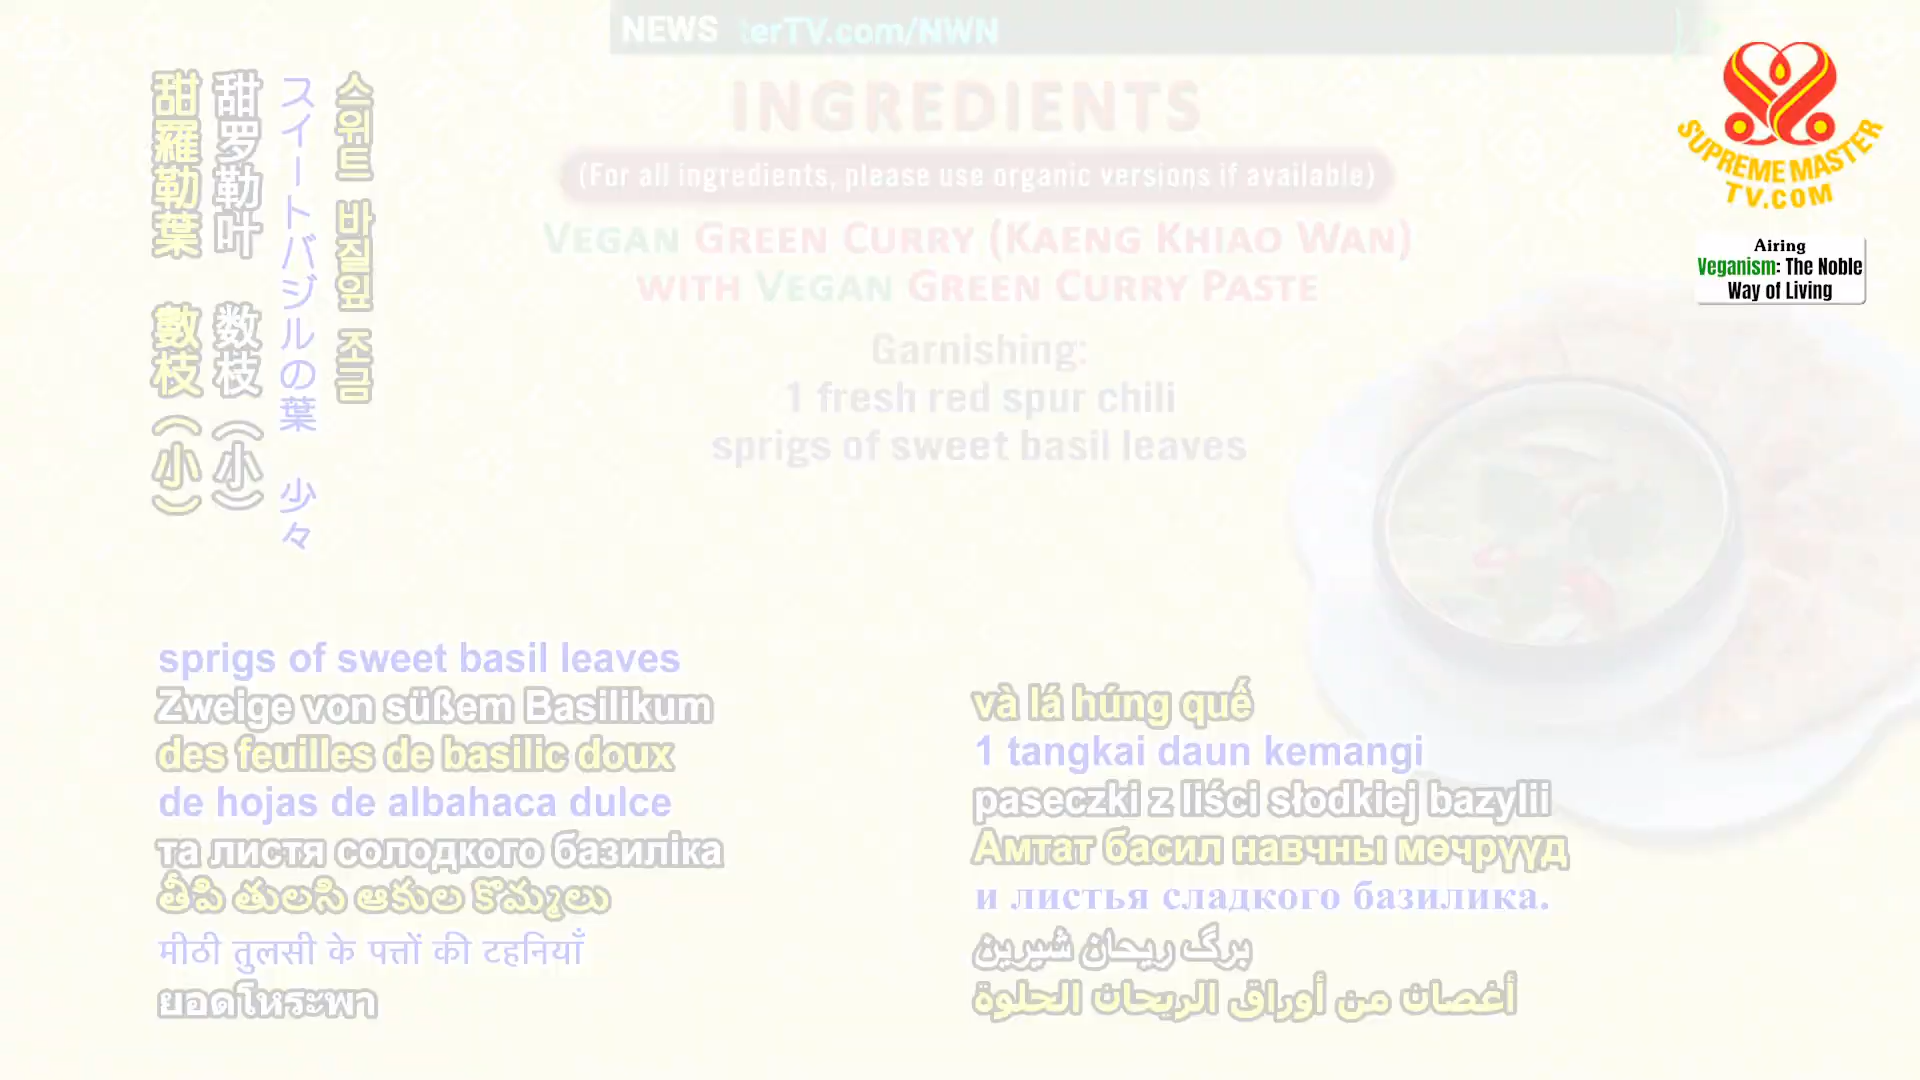 NEWS terTV.com/NWN
INGREDIENTS
(For all ingredients, please use organic versions if available)
VEGAN GREEN CURRY (KAENG KHIAO WAN)
WITH VEGAN GREEN CURRY PASTE
Garnishing:
1 fresh red spur chili
sprigs of sweet basil leaves
SUPREME MASTER
TV.COM
Airing
Veganism: The Noble
Way of Living
甜羅勒葉 數枝（小）
甜罗勒叶 数枝（小）
スイートバジルの葉 少々
스위트 바질잎 조금
sprigs of sweet basil leaves
Zweige von süßem Basilikum
des feuilles de basilic doux
de hojas de albahaca dulce
та листя солодкого базиліка
తీపి తులసి ఆకుల కొమ్మలు
मीठी तुलसी के पत्तों की टहनियाँ
ยอดโหระพา
và lá húng quế
1 tangkai daun kemangi
paseczki z liści słodkiej bazylii
Амтат басил навчны мөчрүүд
и листья сладкого базилика.
برگ ریحان شیرین
أغصان من أوراق الريحان الحلوة